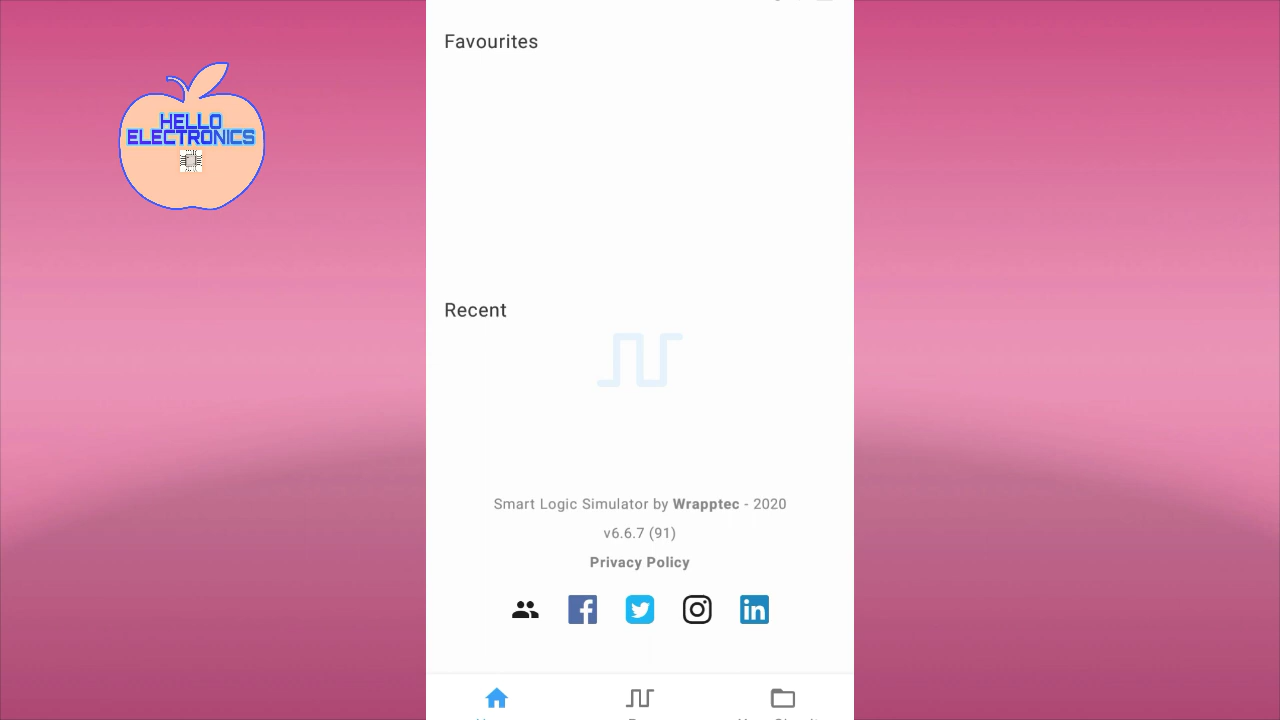 HELLO
ELECTRONICS
Favourites
Recent
Smart Logic Simulator by Wrapptec - 2020
v6.6.7 (91)
Privacy Policy